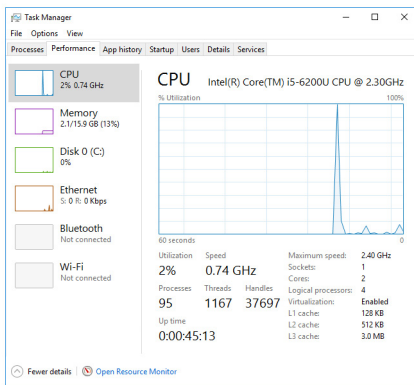 Task Manager
File Options View
Processes Performance App history Startup Users Details Services
CPU
2% 0.74 GHz
Memory
2.1/15.9 GB (13%)
Disk 0 (C:)
0%
Ethernet
S: 0 R: 0 Kbps
Bluetooth
Not connected
Wi-Fi
Not connected
CPU Intel(R) Core(TM) i5-6200U CPU @ 2.30GHz
% Utilization 100%
60 seconds 0
Utilization Speed
2% 0.74 GHz
Processes Threads Handles
95 1167 37697
Up time
0:00:45:13
Maximum speed: 2.40 GHz
Sockets: 1
Cores: 2
Logical processors: 4
Virtualization: Enabled
L1 cache: 128 KB
L2 cache: 512 KB
L3 cache: 3.0 MB
Fewer details Open Resource Monitor